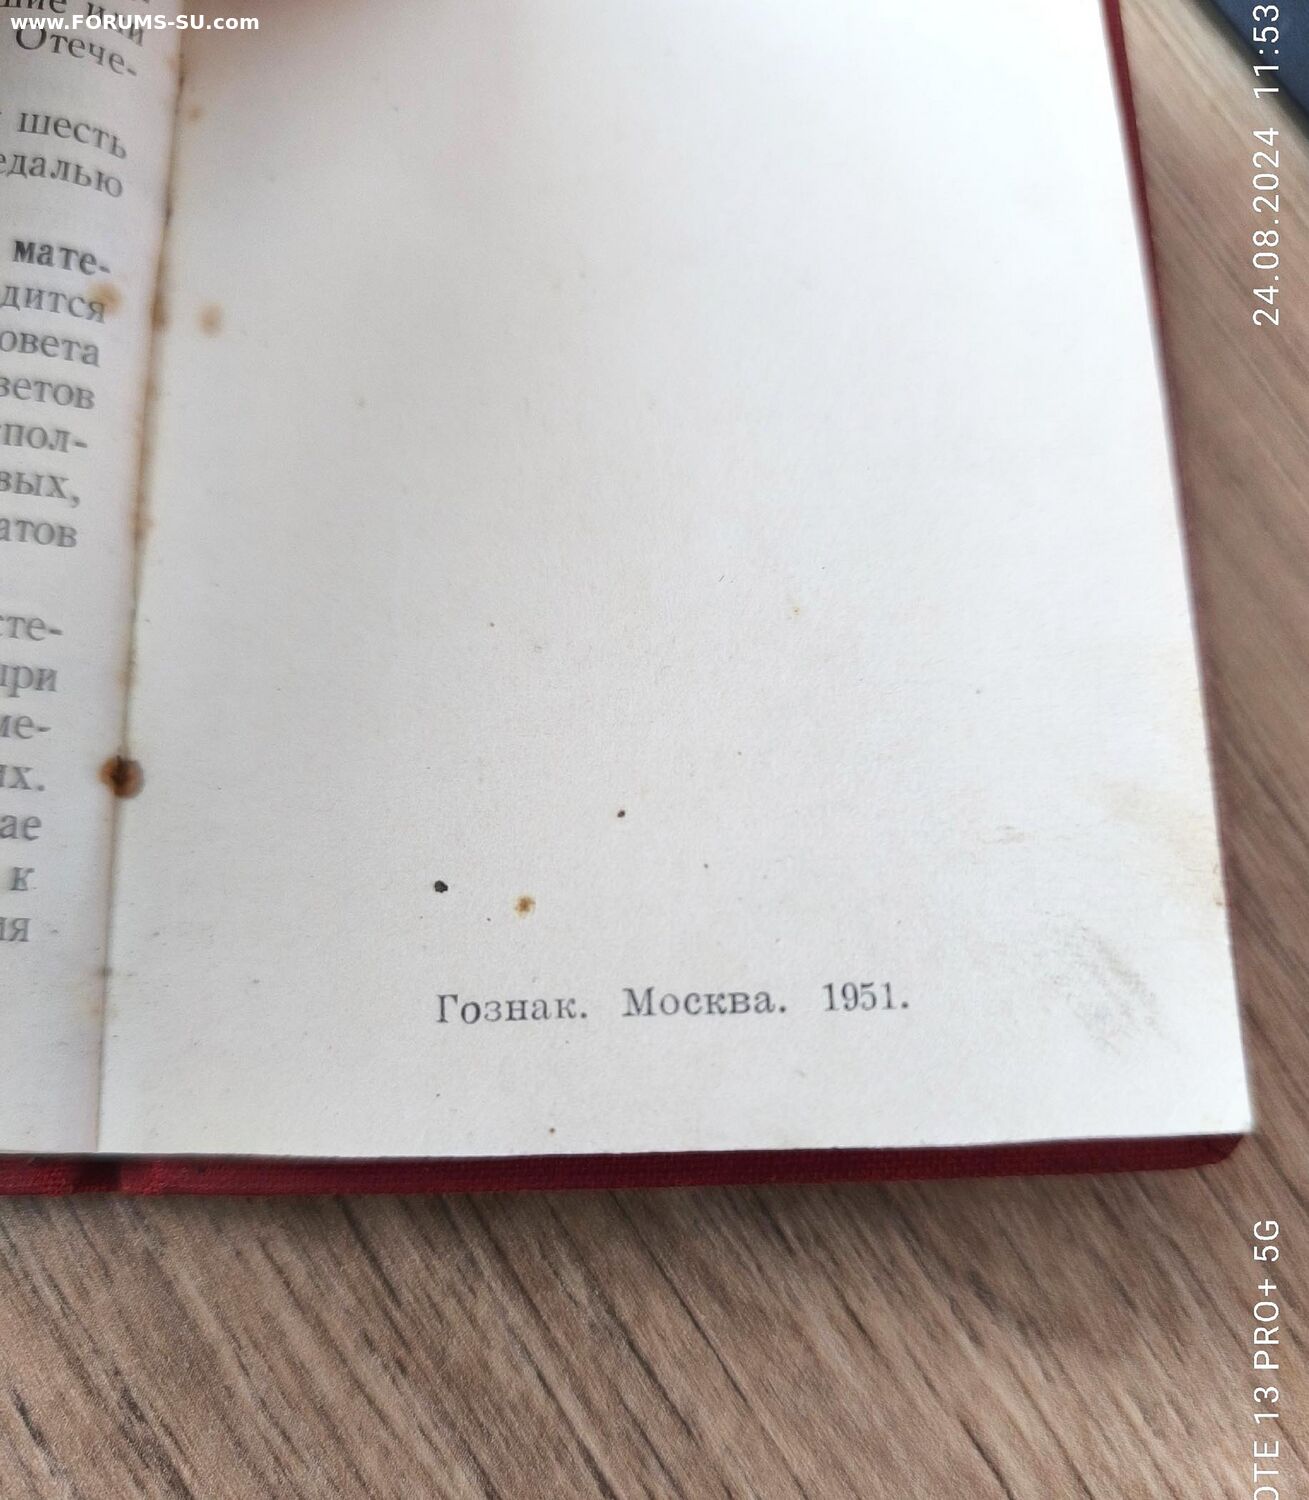 www.FORUMS-SU.com
или
Отече-
шесть
едалью
мате-
дится
овета
ветов
пол-
вых,
атов
сте-
при
ме-
их.
ае
к
ия
Гознак. Москва. 1951.
24.08.2024 11:53
OTE 13 PRO+ 5G